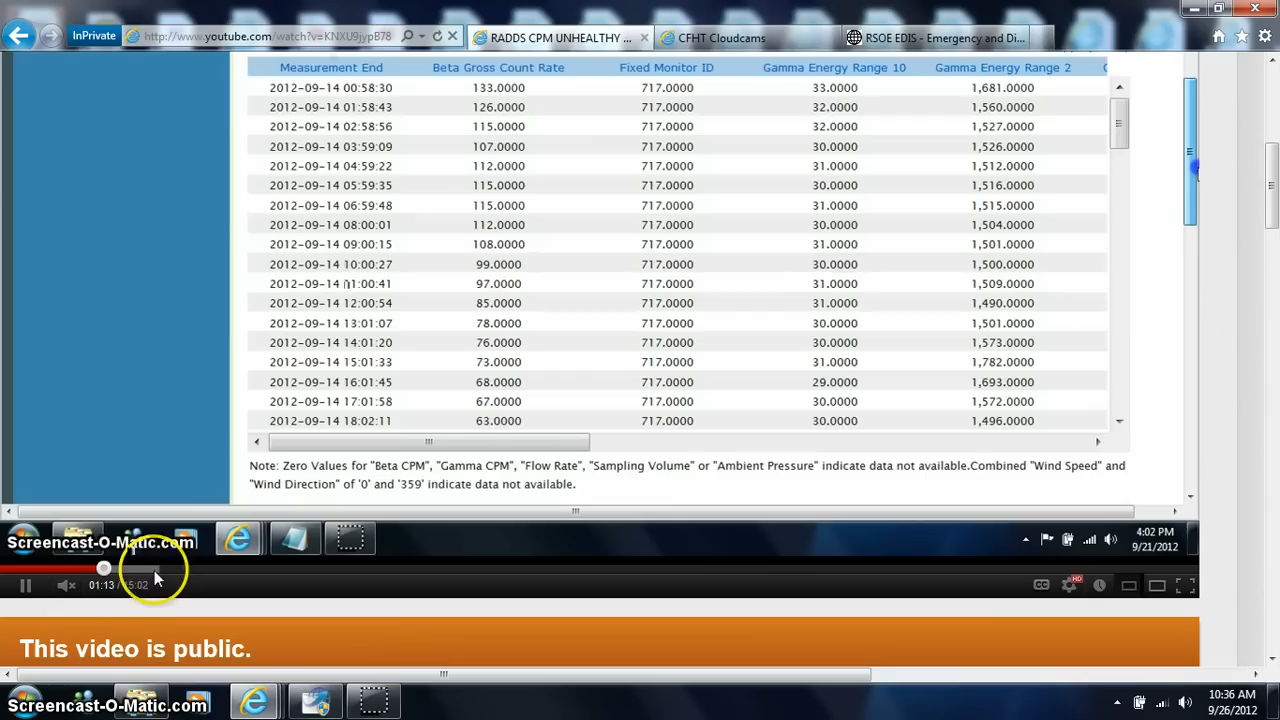 InPrivate http://www.youtube.com/watch?v=KNXU9jypB78 RADDS CPM UNHEALTHY ... CFHT Cloudcams RSOE EDIS - Emergency and Di...
Measurement End Beta Gross Count Rate Fixed Monitor ID Gamma Energy Range 10 Gamma Energy Range 2
2012-09-14 00:58:30 133.0000 717.0000 33.0000 1,681.0000
2012-09-14 01:58:43 126.0000 717.0000 32.0000 1,560.0000
2012-09-14 02:58:56 115.0000 717.0000 32.0000 1,527.0000
2012-09-14 03:59:09 107.0000 717.0000 30.0000 1,526.0000
2012-09-14 04:59:22 112.0000 717.0000 31.0000 1,512.0000
2012-09-14 05:59:35 115.0000 717.0000 30.0000 1,516.0000
2012-09-14 06:59:48 115.0000 717.0000 31.0000 1,515.0000
2012-09-14 08:00:01 112.0000 717.0000 30.0000 1,504.0000
2012-09-14 09:00:15 108.0000 717.0000 31.0000 1,501.0000
2012-09-14 10:00:27 99.0000 717.0000 30.0000 1,500.0000
2012-09-14 11:00:41 97.0000 717.0000 31.0000 1,509.0000
2012-09-14 12:00:54 85.0000 717.0000 31.0000 1,490.0000
2012-09-14 13:01:07 78.0000 717.0000 30.0000 1,501.0000
2012-09-14 14:01:20 76.0000 717.0000 30.0000 1,573.0000
2012-09-14 15:01:33 73.0000 717.0000 31.0000 1,782.0000
2012-09-14 16:01:45 68.0000 717.0000 29.0000 1,693.0000
2012-09-14 17:01:58 67.0000 717.0000 30.0000 1,572.0000
2012-09-14 18:02:11 63.0000 717.0000 30.0000 1,496.0000
Note: Zero Values for "Beta CPM", "Gamma CPM", "Flow Rate", "Sampling Volume" or "Ambient Pressure" indicate data not available.Combined "Wind Speed" and
"Wind Direction" of '0' and '359' indicate data not available.
4:02 PM
Screencast-O-Matic.com
9/21/2012
01:13 / 15:02 CC HD
This video is public.
10:36 AM
Screencast-O-Matic.com
9/26/2012